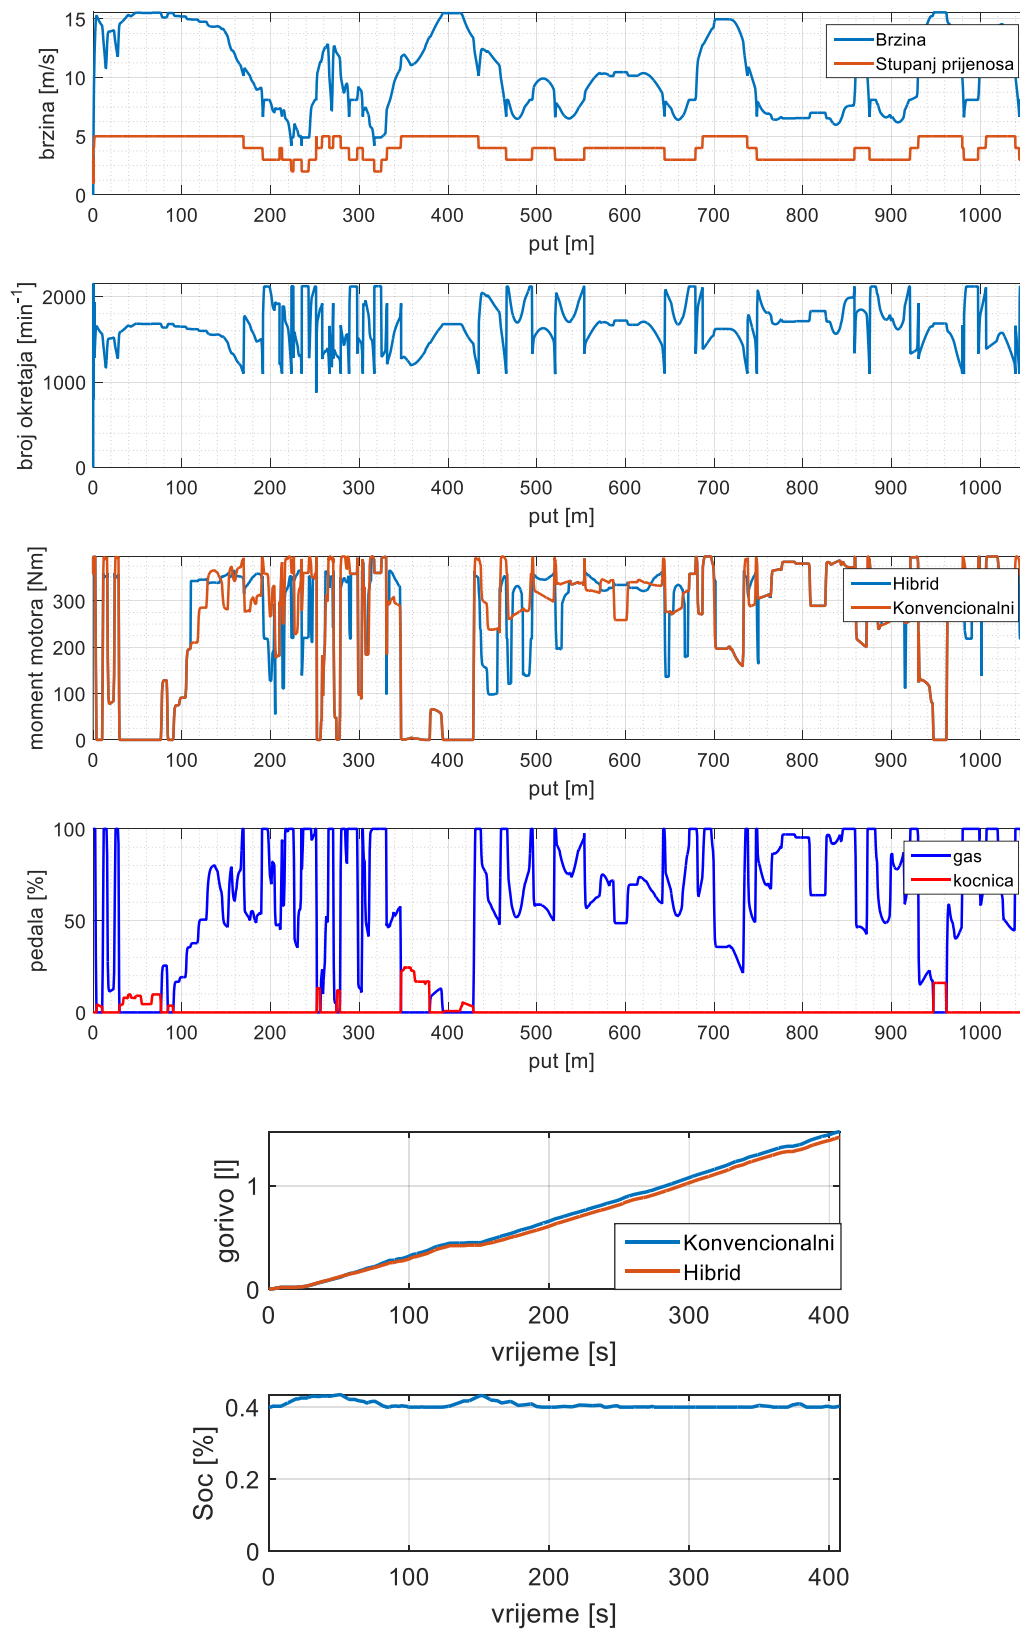 15
10
5
0
brzina [m/s]
Brzina
Stupanj prijenosa
0 100 200 300 400 500 600 700 800 900 1000
put [m]
2000
1000
0
broj okretaja [min-1]
0 100 200 300 400 500 600 700 800 900 1000
put [m]
300
200
100
0
moment motora [Nm]
Hibrid
Konvencionalni
0 100 200 300 400 500 600 700 800 900 1000
put [m]
100
50
0
pedala [%]
gas
kocnica
0 100 200 300 400 500 600 700 800 900 1000
put [m]
1
0
gorivo [l]
Konvencionalni
Hibrid
0 100 200 300 400
vrijeme [s]
0.4
0.2
0
Soc [%]
0 100 200 300 400
vrijeme [s]